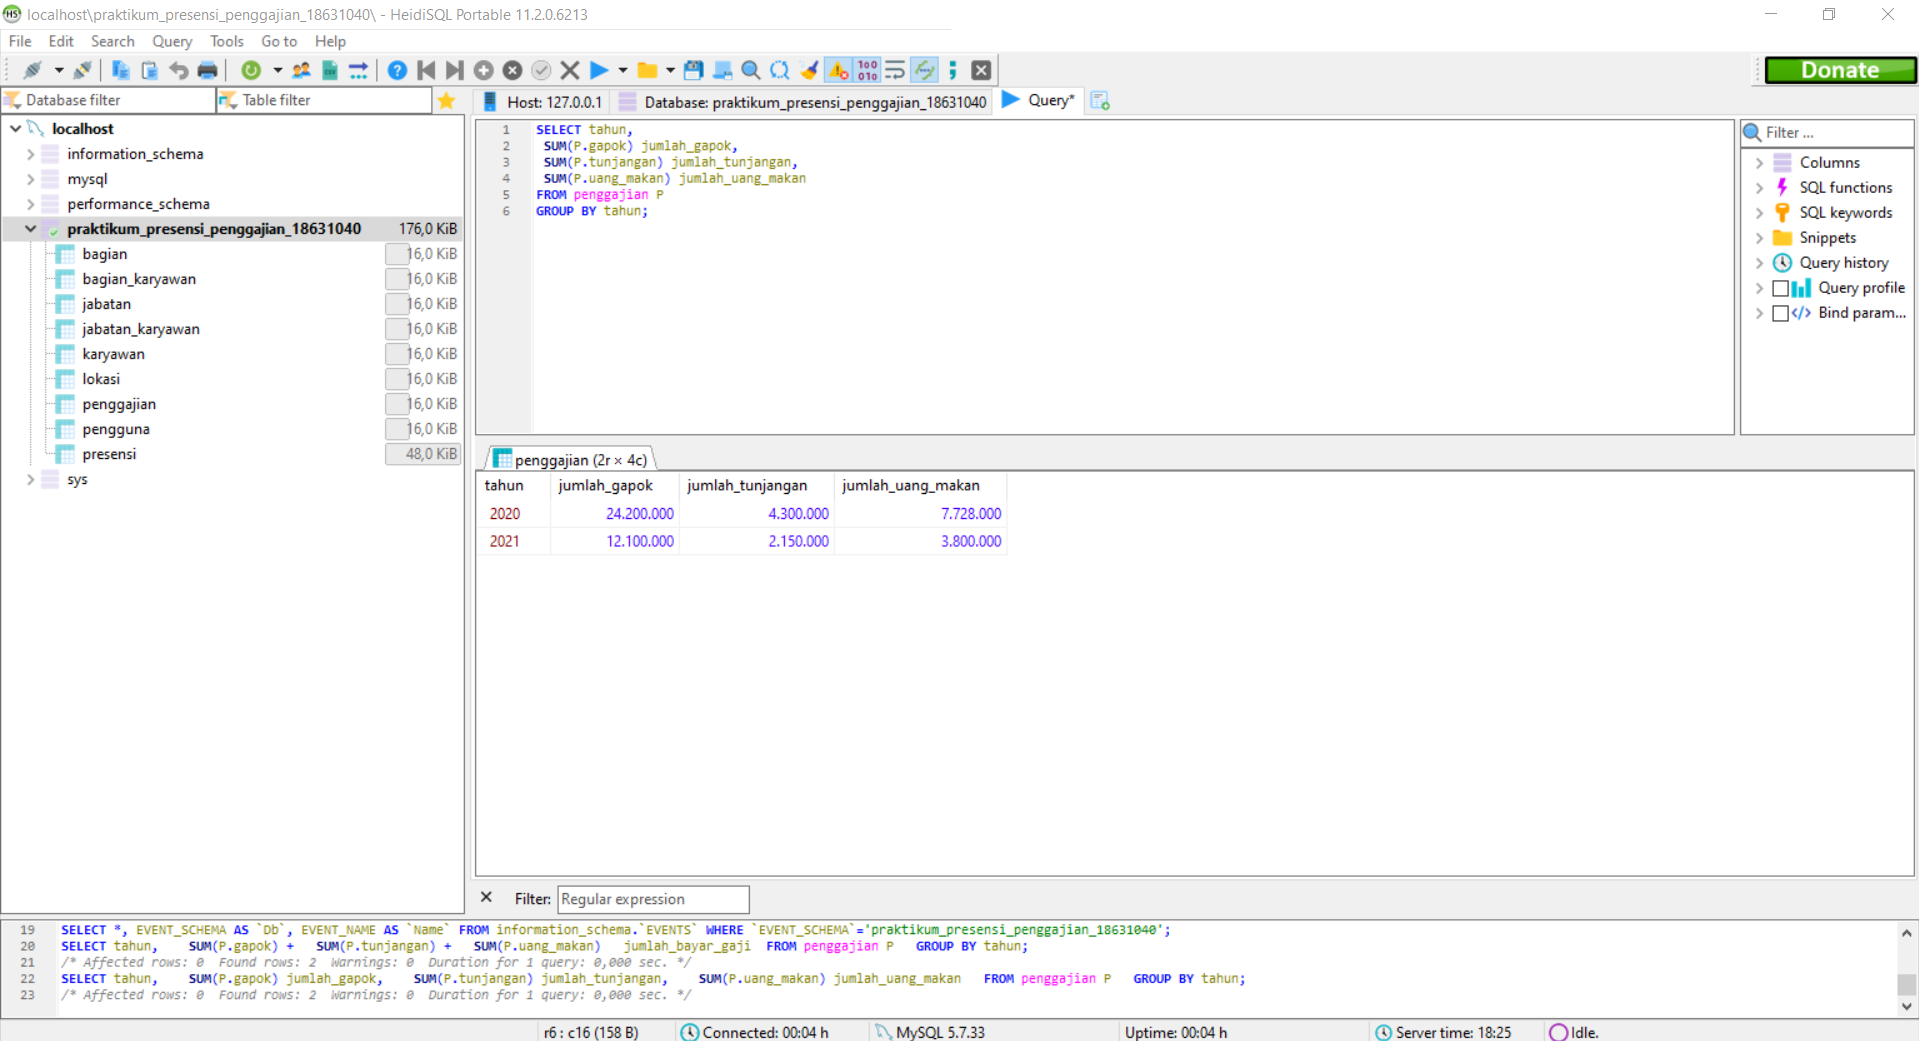 localhost\praktikum_presensi_penggajian_18631040\ - HeidiSQL Portable 11.2.0.6213
File Edit Search Query Tools Go to Help
Donate
Database filter Table filter
Host: 127.0.0.1 Database: praktikum_presensi_penggajian_18631040 Query*
localhost
information_schema
mysql
performance_schema
praktikum_presensi_penggajian_18631040 176,0 KiB
bagian 16,0 KiB
bagian_karyawan 16,0 KiB
jabatan 16,0 KiB
jabatan_karyawan 16,0 KiB
karyawan 16,0 KiB
lokasi 16,0 KiB
penggajian 16,0 KiB
pengguna 16,0 KiB
presensi 48,0 KiB
sys
1 SELECT tahun,
2 SUM(P.gapok) jumlah_gapok,
3 SUM(P.tunjangan) jumlah_tunjangan,
4 SUM(P.uang_makan) jumlah_uang_makan
5 FROM penggajian P
6 GROUP BY tahun;
Filter ...
Columns
SQL functions
SQL keywords
Snippets
Query history
Query profile
Bind param...
penggajian (2r × 4c)
tahun jumlah_gapok jumlah_tunjangan jumlah_uang_makan
2020 24.200.000 4.300.000 7.728.000
2021 12.100.000 2.150.000 3.800.000
Filter: Regular expression
19 SELECT *, EVENT_SCHEMA AS `Db`, EVENT_NAME AS `Name` FROM information_schema.`EVENTS` WHERE `EVENT_SCHEMA`='praktikum_presensi_penggajian_18631040';
20 SELECT tahun, SUM(P.gapok) + SUM(P.tunjangan) + SUM(P.uang_makan) jumlah_bayar_gaji FROM penggajian P GROUP BY tahun;
21 /* Affected rows: 0 Found rows: 2 Warnings: 0 Duration for 1 query: 0,000 sec. */
22 SELECT tahun, SUM(P.gapok) jumlah_gapok, SUM(P.tunjangan) jumlah_tunjangan, SUM(P.uang_makan) jumlah_uang_makan FROM penggajian P GROUP BY tahun;
23 /* Affected rows: 0 Found rows: 2 Warnings: 0 Duration for 1 query: 0,000 sec. */
r6 : c16 (158 B) Connected: 00:04 h MySQL 5.7.33 Uptime: 00:04 h Server time: 18:25 Idle.